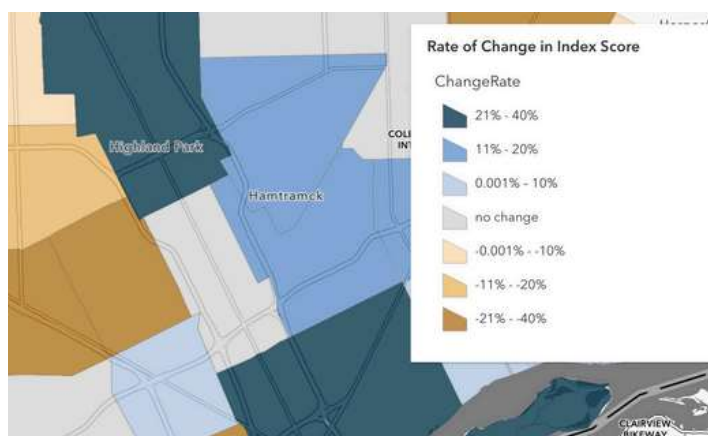 Rate of Change in Index Score
ChangeRate
21% - 40%
11% - 20%
0.001% - 10%
no change
-0.001% - -10%
-11% - -20%
-21% - -40%
Highland Park
Hamtramck
CLAIRVIEW
BIKEWAY